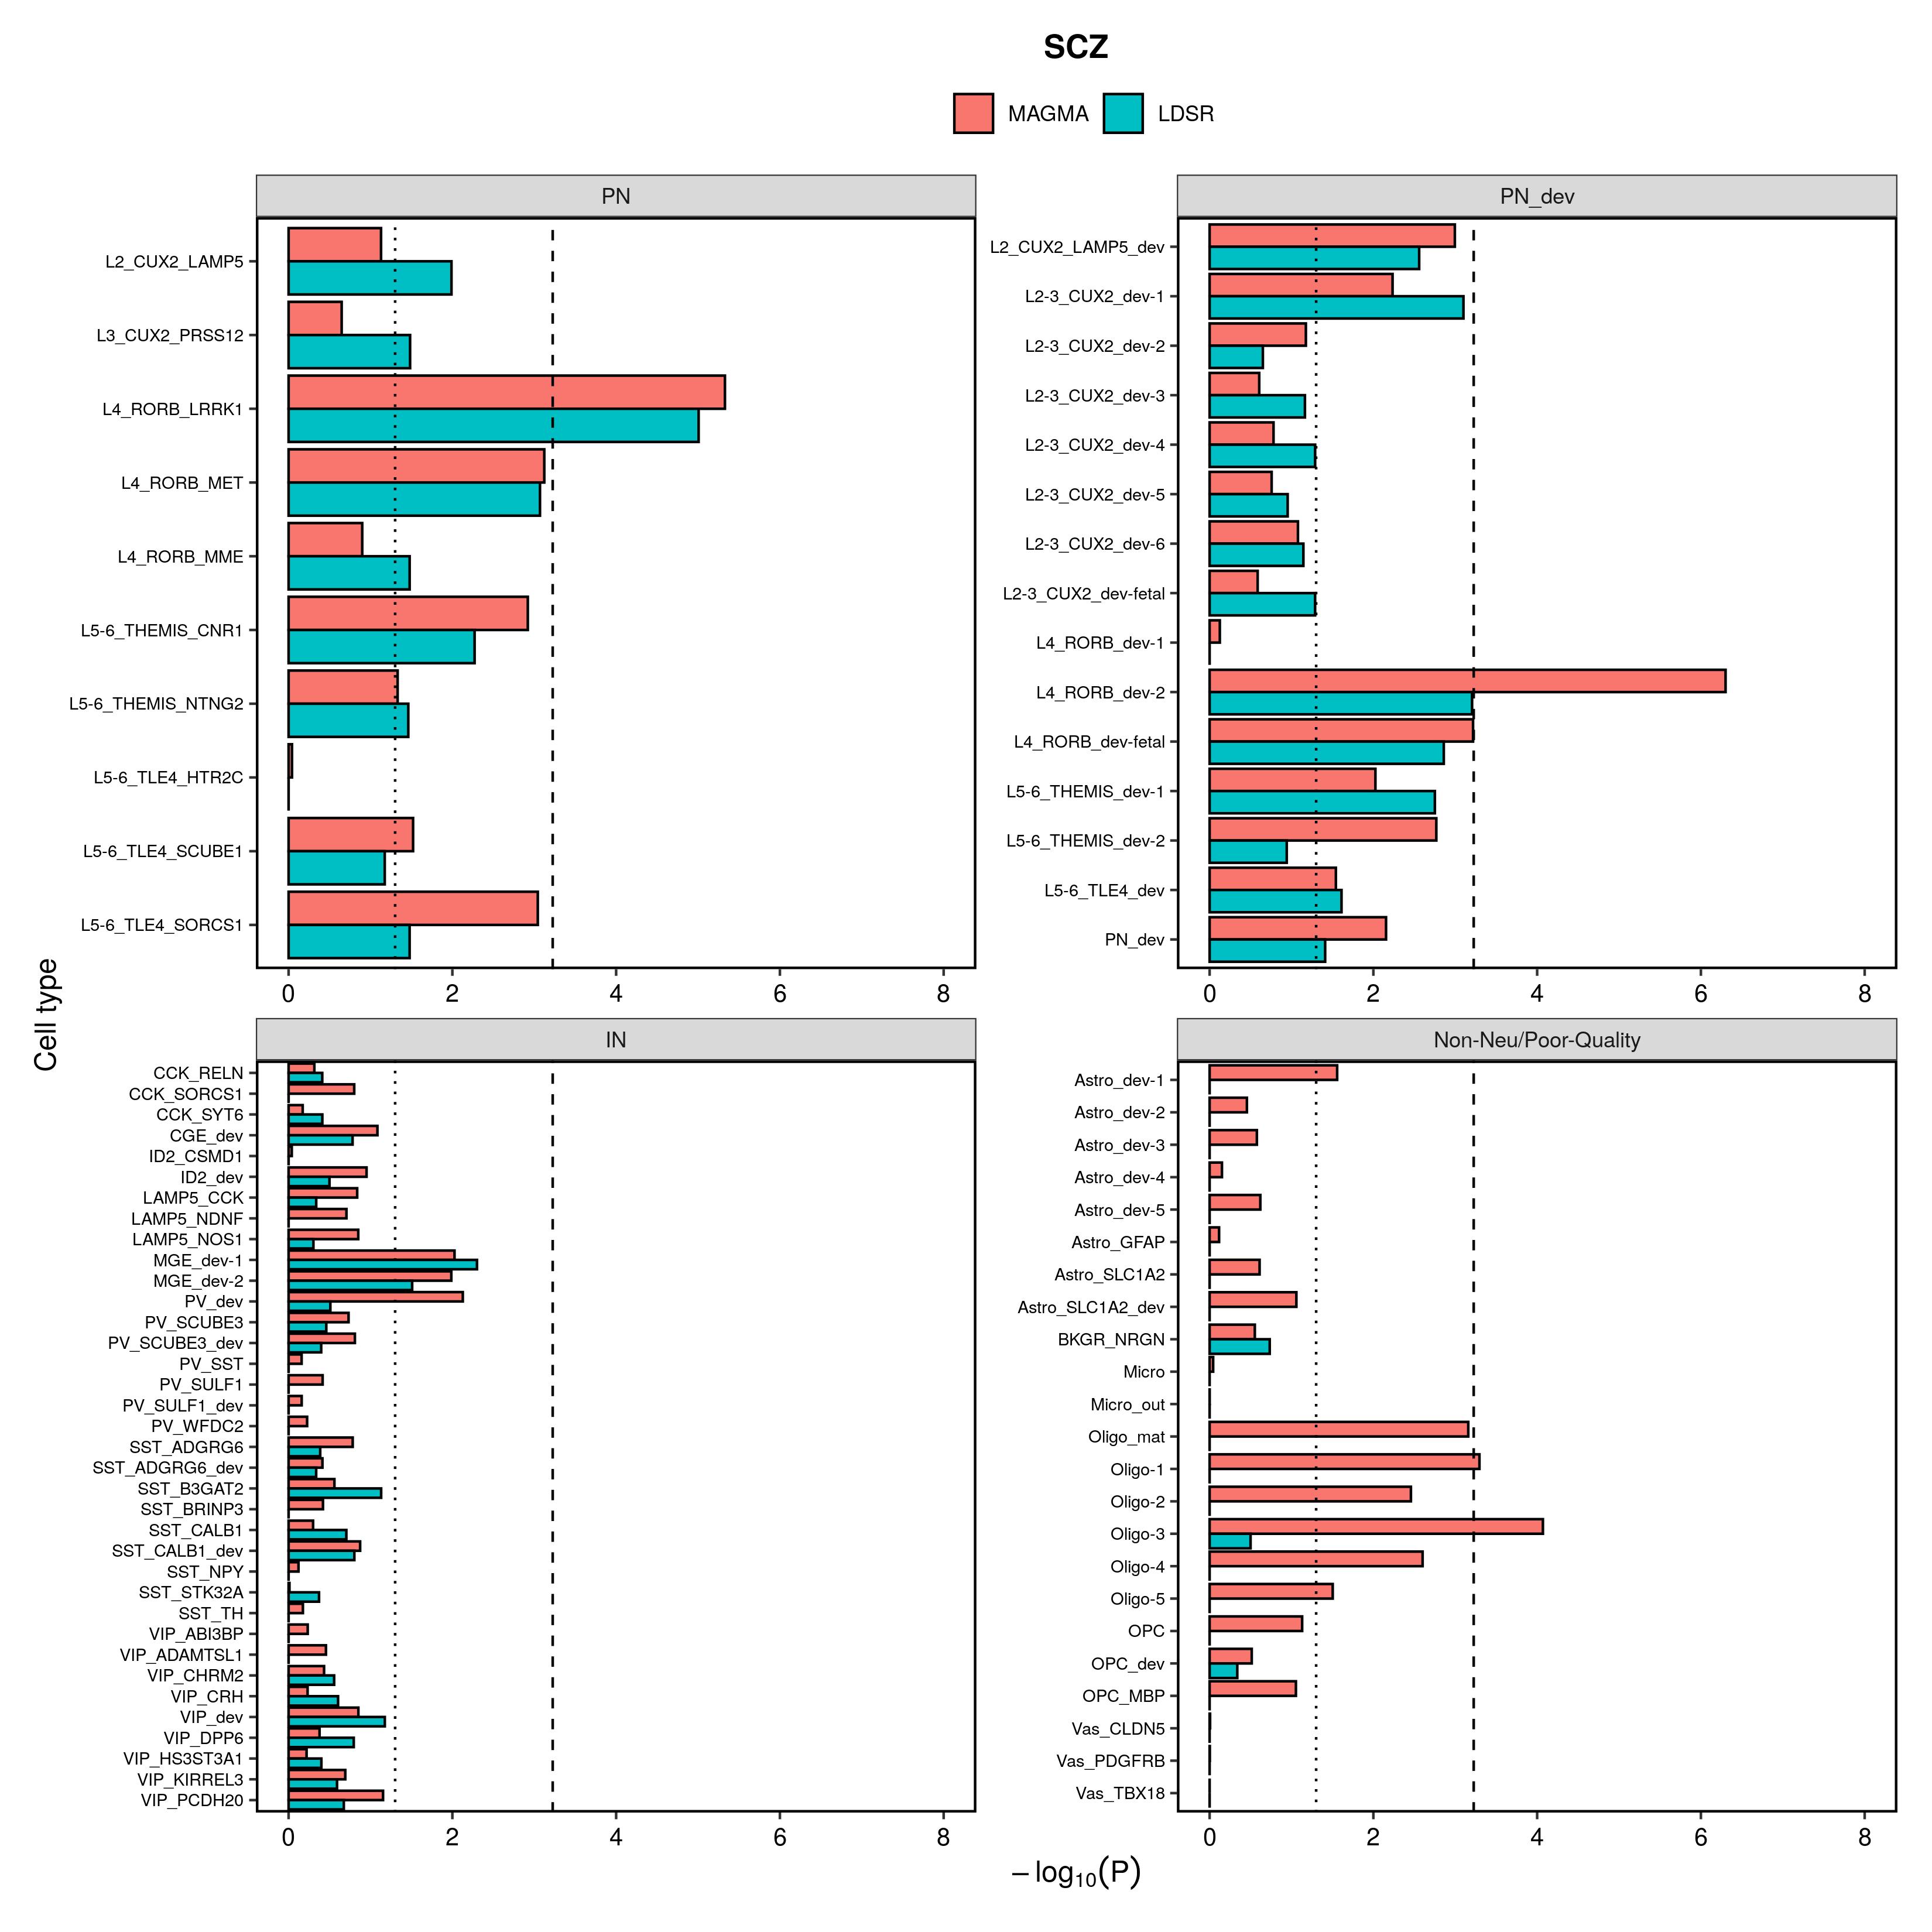 SCZ
MAGMA LDSR
PN
L2_CUX2_LAMP5
L3_CUX2_PRSS12
L4_RORB_LRRK1
L4_RORB_MET
L4_RORB_MME
L5-6_THEMIS_CNR1
L5-6_THEMIS_NTNG2
L5-6_TLE4_HTR2C
L5-6_TLE4_SCUBE1
L5-6_TLE4_SORCS1
0 2 4 6 8
PN_dev
L2_CUX2_LAMP5_dev
L2-3_CUX2_dev-1
L2-3_CUX2_dev-2
L2-3_CUX2_dev-3
L2-3_CUX2_dev-4
L2-3_CUX2_dev-5
L2-3_CUX2_dev-6
L2-3_CUX2_dev-fetal
L4_RORB_dev-1
L4_RORB_dev-2
L4_RORB_dev-fetal
L5-6_THEMIS_dev-1
L5-6_THEMIS_dev-2
L5-6_TLE4_dev
PN_dev
0 2 4 6 8
Cell type
IN
CCK_RELN
CCK_SORCS1
CCK_SYT6
CGE_dev
ID2_CSMD1
ID2_dev
LAMP5_CCK
LAMP5_NDNF
LAMP5_NOS1
MGE_dev-1
MGE_dev-2
PV_dev
PV_SCUBE3
PV_SCUBE3_dev
PV_SST
PV_SULF1
PV_SULF1_dev
PV_WFDC2
SST_ADGRG6
SST_ADGRG6_dev
SST_B3GAT2
SST_BRINP3
SST_CALB1
SST_CALB1_dev
SST_NPY
SST_STK32A
SST_TH
VIP_ABI3BP
VIP_ADAMTSL1
VIP_CHRM2
VIP_CRH
VIP_dev
VIP_DPP6
VIP_HS3ST3A1
VIP_KIRREL3
VIP_PCDH20
0 2 4 6 8
Non-Neu/Poor-Quality
Astro_dev-1
Astro_dev-2
Astro_dev-3
Astro_dev-4
Astro_dev-5
Astro_GFAP
Astro_SLC1A2
Astro_SLC1A2_dev
BKGR_NRGN
Micro
Micro_out
Oligo_mat
Oligo-1
Oligo-2
Oligo-3
Oligo-4
Oligo-5
OPC
OPC_dev
OPC_MBP
Vas_CLDN5
Vas_PDGFRB
Vas_TBX18
0 2 4 6 8
−log₁₀(P)